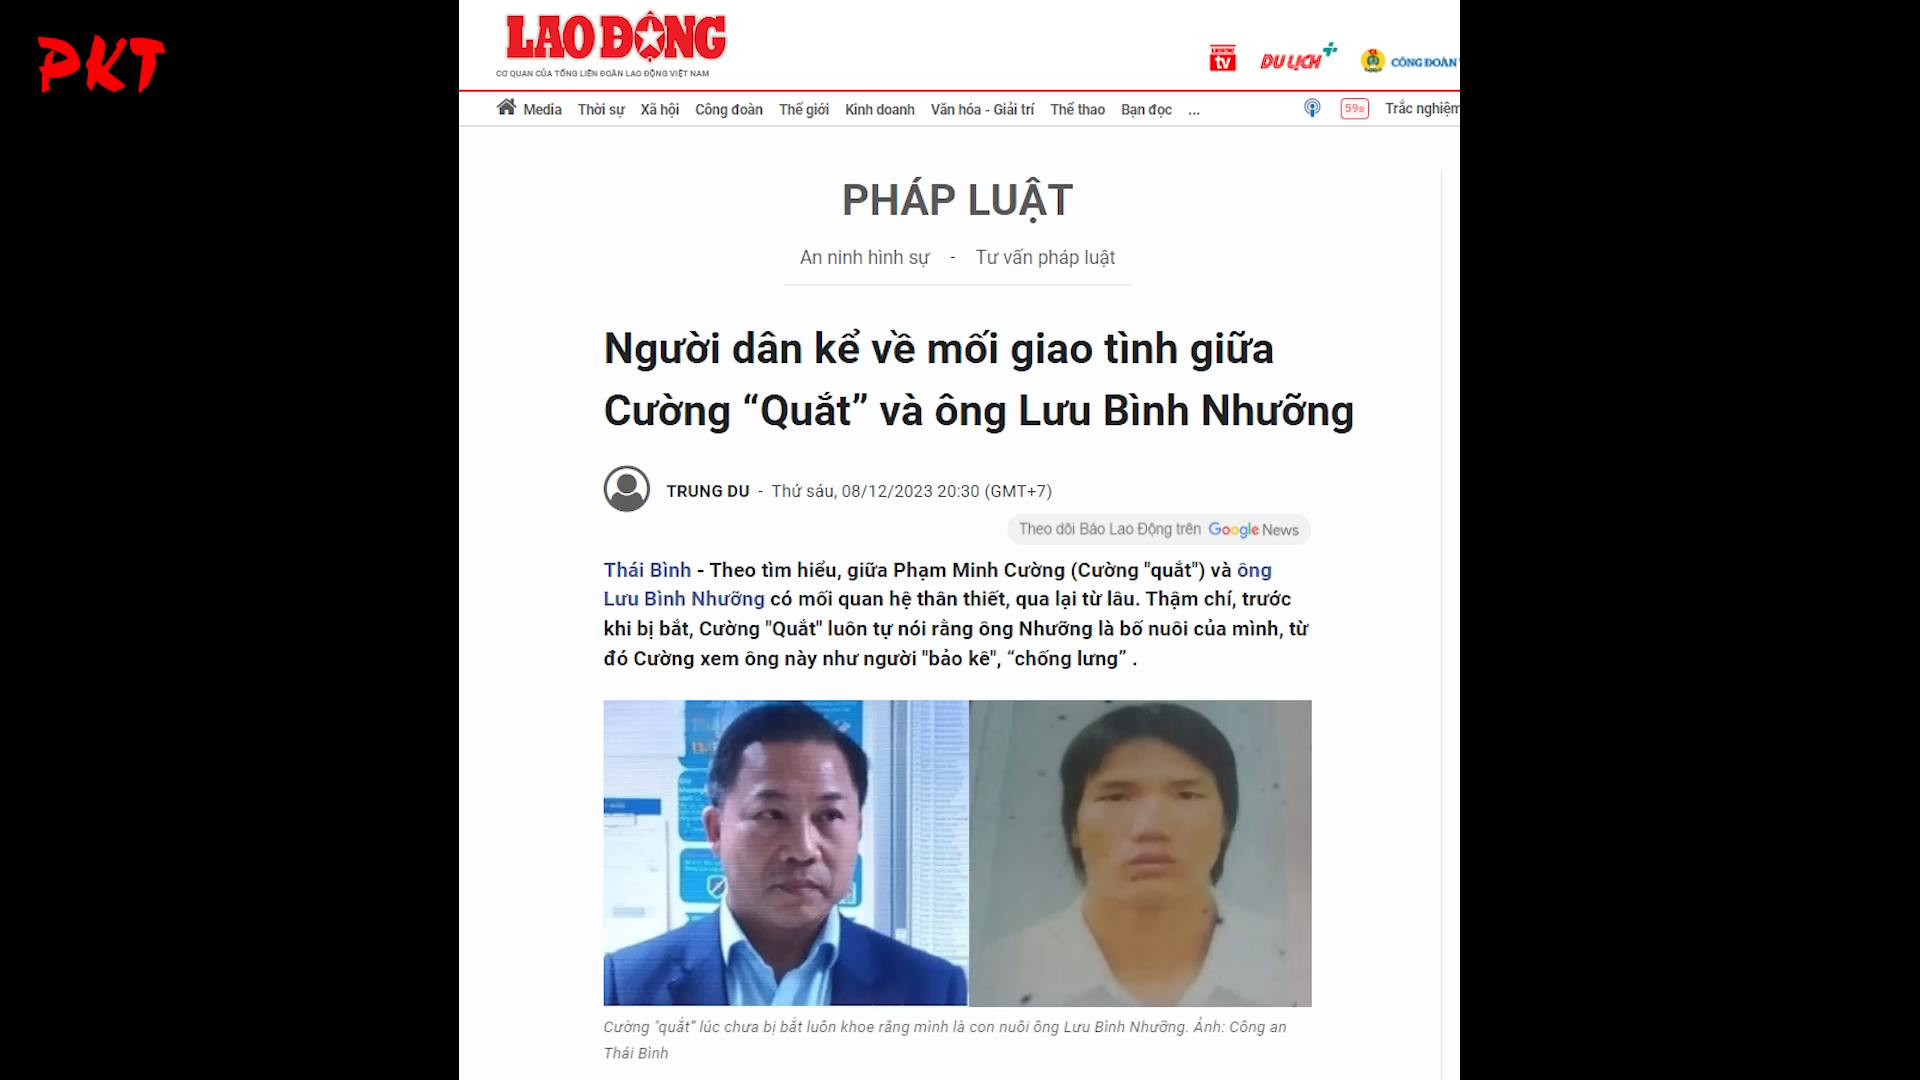 PKT
LAO ĐỘNG
CƠ QUAN CỦA TỔNG LIÊN ĐOÀN LAO ĐỘNG VIỆT NAM
tv
DU LỊCH+
CÔNG ĐOÀN
Media Thời sự Xã hội Công đoàn Thế giới Kinh doanh Văn hóa - Giải trí Thể thao Bạn đọc ... 59s Trắc nghiệm
PHÁP LUẬT
An ninh hình sự - Tư vấn pháp luật
Người dân kể về mối giao tình giữa
Cường “Quắt” và ông Lưu Bình Nhưỡng
TRUNG DU - Thứ sáu, 08/12/2023 20:30 (GMT+7)
Theo dõi Báo Lao Động trên Google News
Thái Bình - Theo tìm hiểu, giữa Phạm Minh Cường (Cường "quắt") và ông
Lưu Bình Nhưỡng có mối quan hệ thân thiết, qua lại từ lâu. Thậm chí, trước
khi bị bắt, Cường "Quắt" luôn tự nói rằng ông Nhưỡng là bố nuôi của mình, từ
đó Cường xem ông này như người "bảo kê", “chống lưng” .
Cường "quắt” lúc chưa bị bắt luôn khoe rằng mình là con nuôi ông Lưu Bình Nhưỡng. Ảnh: Công an
Thái Bình